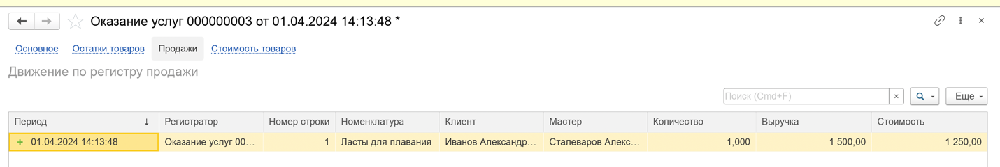 Оказание услуг 000000003 от 01.04.2024 14:13:48 *
Основное Остатки товаров Продажи Стоимость товаров
Движение по регистру продажи
Поиск (Cmd+F) × Еще
Период ↓ Регистратор Номер строки Номенклатура Клиент Мастер Количество Выручка Стоимость
01.04.2024 14:13:48 Оказание услуг 00... 1 Ласты для плавания Иванов Александр... Сталеваров Алекс... 1,000 1 500,00 1 250,00